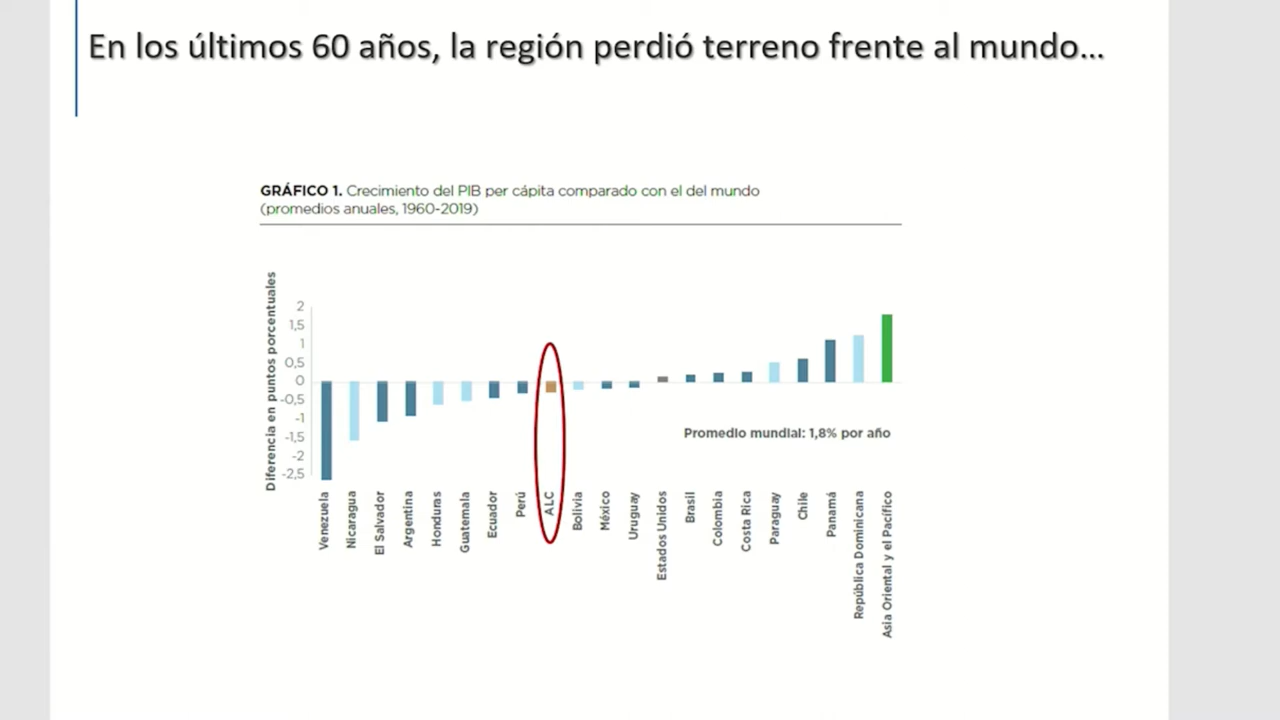 En los últimos 60 años, la región perdió terreno frente al mundo...
GRÁFICO 1. Crecimiento del PIB per cápita comparado con el del mundo
(promedios anuales, 1960-2019)
Diferencia en puntos porcentuales
2
1,5
1
0,5
0
-0,5
-1
-1,5
-2
-2,5
Promedio mundial: 1,8% por año
Venezuela
Nicaragua
El Salvador
Argentina
Honduras
Guatemala
Ecuador
Perú
ALC
Bolivia
México
Uruguay
Estados Unidos
Brasil
Colombia
Costa Rica
Paraguay
Chile
Panamá
República Dominicana
Asia Oriental y el Pacífico